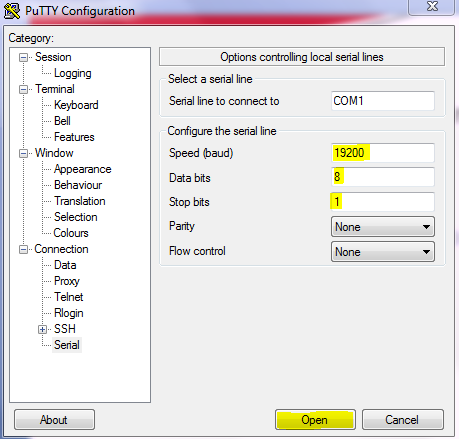 PuTTY Configuration
Category:
Session
Logging
Terminal
Keyboard
Bell
Features
Window
Appearance
Behaviour
Translation
Selection
Colours
Connection
Data
Proxy
Telnet
Rlogin
SSH
Serial
Options controlling local serial lines
Select a serial line
Serial line to connect to COM1
Configure the serial line
Speed (baud) 19200
Data bits 8
Stop bits 1
Parity None
Flow control None
About Open Cancel